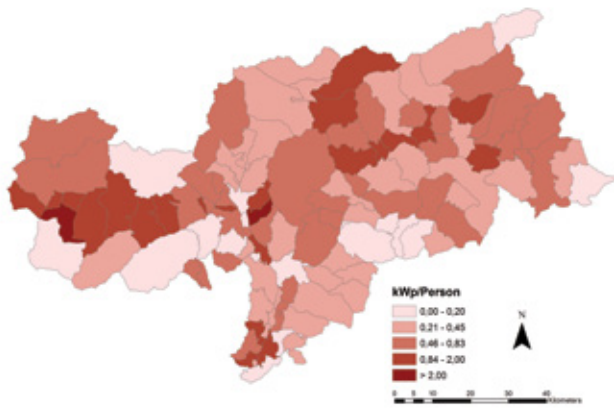 kWp/Person
0,00 - 0,20
0,21 - 0,45
0,46 - 0,83
0,84 - 2,00
> 2,00
N
0 5 10 20 30 40
Kilometers